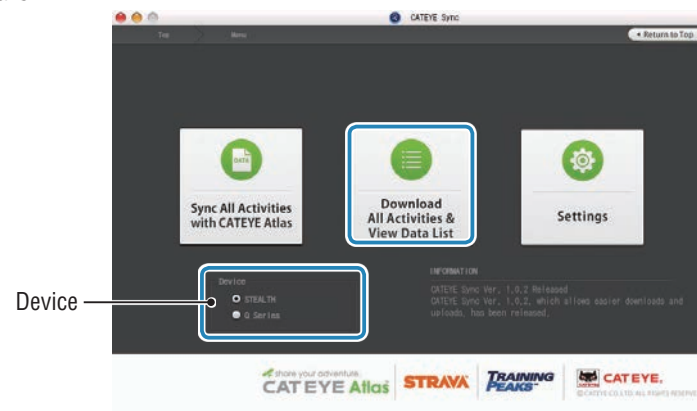 CATEYE Sync
Top
Menu
Return to Top
DATA
Sync All Activities
with CATEYE Atlas
Download
All Activities &
View Data List
Settings
Device
Device
STEALTH
Q Series
INFORMATION
CATEYE Sync Ver. 1.0.2 Released
CATEYE Sync Ver. 1.0.2, which allows easier downloads and
uploads, has been released.
share your adventure.
CATEYE Atlas
STRAVA
TRAINING
PEAKS
CATEYE.